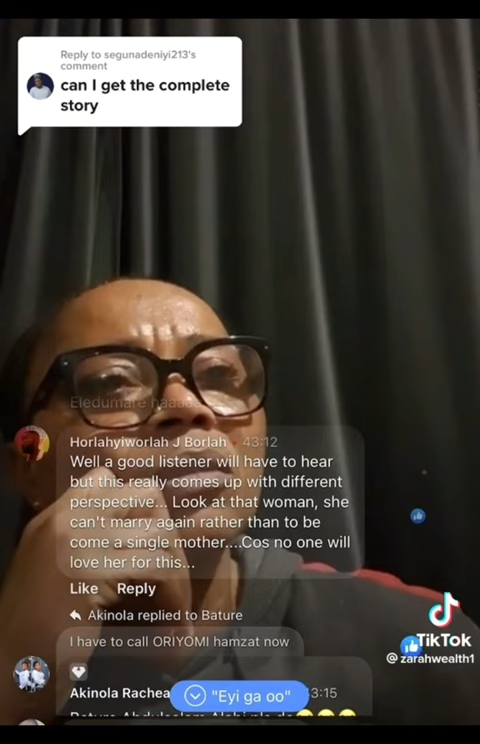 Reply to segunadeniyi213's
comment
can I get the complete
story
Eledumare haaa
Horlahyiworlah J Borlah 43:12
Well a good listener will have to hear
but this really comes up with different
perspective... Look at that woman, she
can't marry again rather than to be
come a single mother....Cos no one will
love her for this...
Like Reply
Akinola replied to Bature
I have to call ORIYOMI hamzat now
Akinola Rachea
"Eyi ga oo"
3:15
TikTok
@zarahwealth1